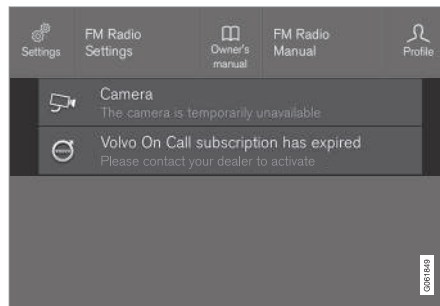 Settings
FM Radio
Settings
Owner's
manual
FM Radio
Manual
Profile
Camera
The camera is temporarily unavailable
Volvo On Call subscription has expired
Please contact your dealer to activate
G061849